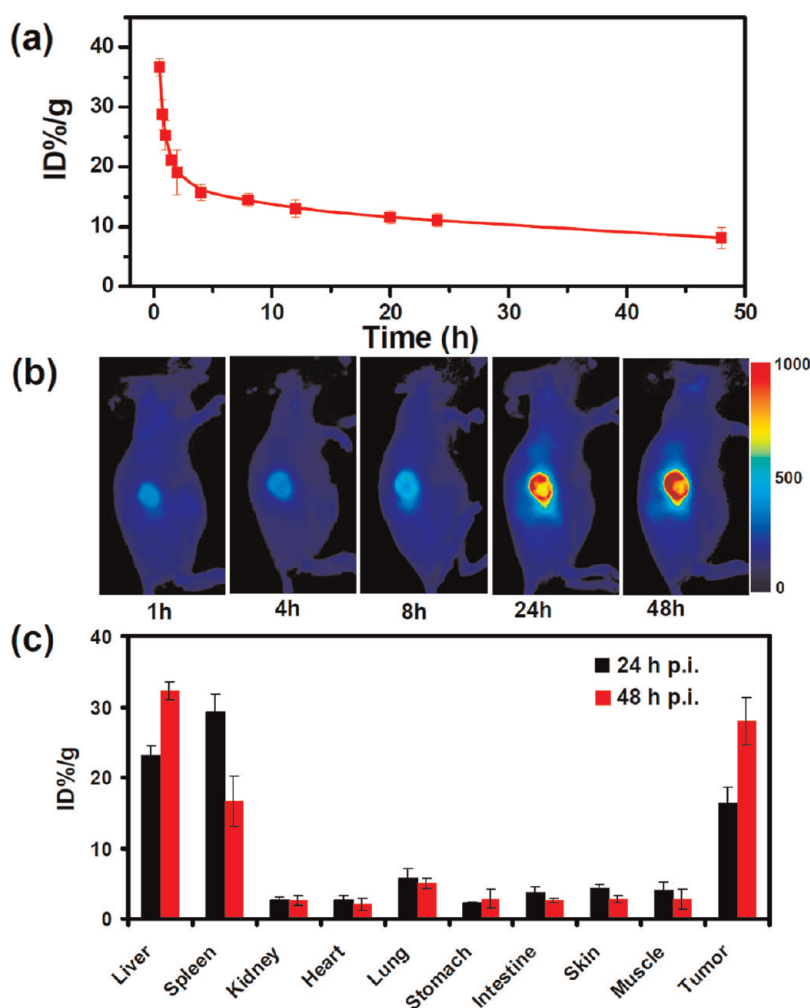 (a)
40
30
20
10
0
ID%/g
0 10 20 30 40 50
Time (h)
(b)
1000
500
0
1h 4h 8h 24h 48h
(c)
40
30
20
10
0
ID%/g
24 h p.i.
48 h p.i.
Liver Spleen Kidney Heart Lung Stomach Intestine Skin Muscle Tumor